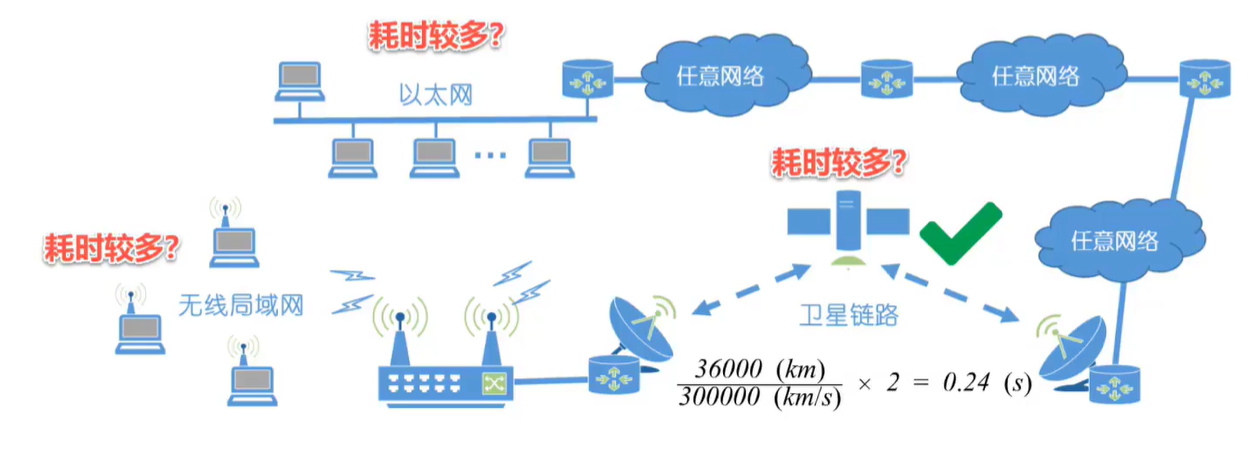 耗时较多?
任意网络
任意网络
以太网
耗时较多?
耗时较多?
任意网络
无线局域网
卫星链路
36000 (km)
300000 (km/s)
× 2 = 0.24 (s)